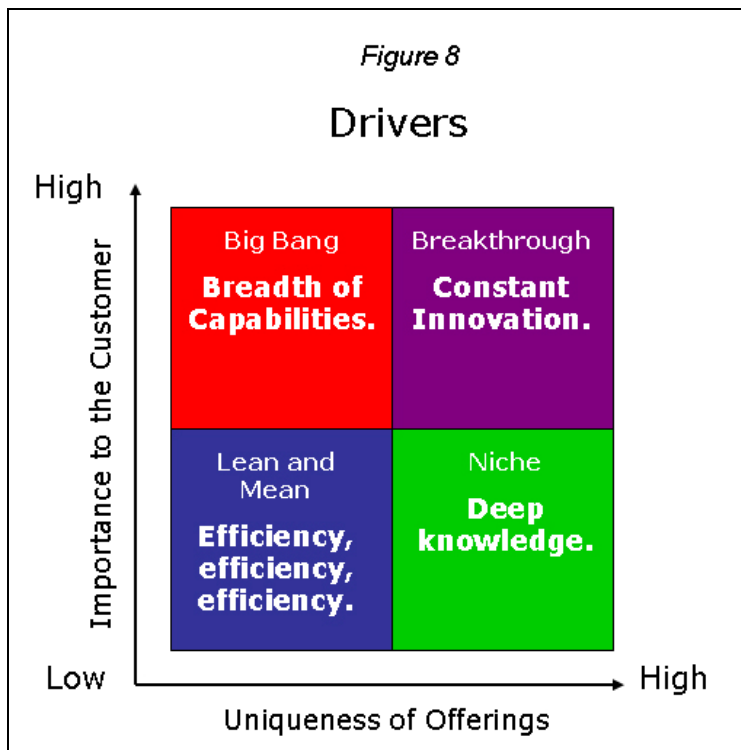 Figure 8
Drivers
High
Big Bang
Breadth of
Capabilities.
Breakthrough
Constant
Innovation.
Importance to the Customer
Lean and
Mean
Efficiency,
efficiency,
efficiency.
Niche
Deep
knowledge.
Low
High
Uniqueness of Offerings